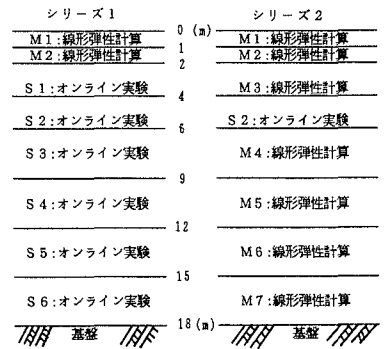 シリーズ1 シリーズ2
0 (m)
M1:線形弾性計算 M1:線形弾性計算
1
M2:線形弾性計算 M2:線形弾性計算
2
S1:オンライン実験 M3:線形弾性計算
4
S2:オンライン実験 S2:オンライン実験
6
S3:オンライン実験 M4:線形弾性計算
9
S4:オンライン実験 M5:線形弾性計算
12
S5:オンライン実験 M6:線形弾性計算
15
S6:オンライン実験 M7:線形弾性計算
18(m)
基盤 基盤